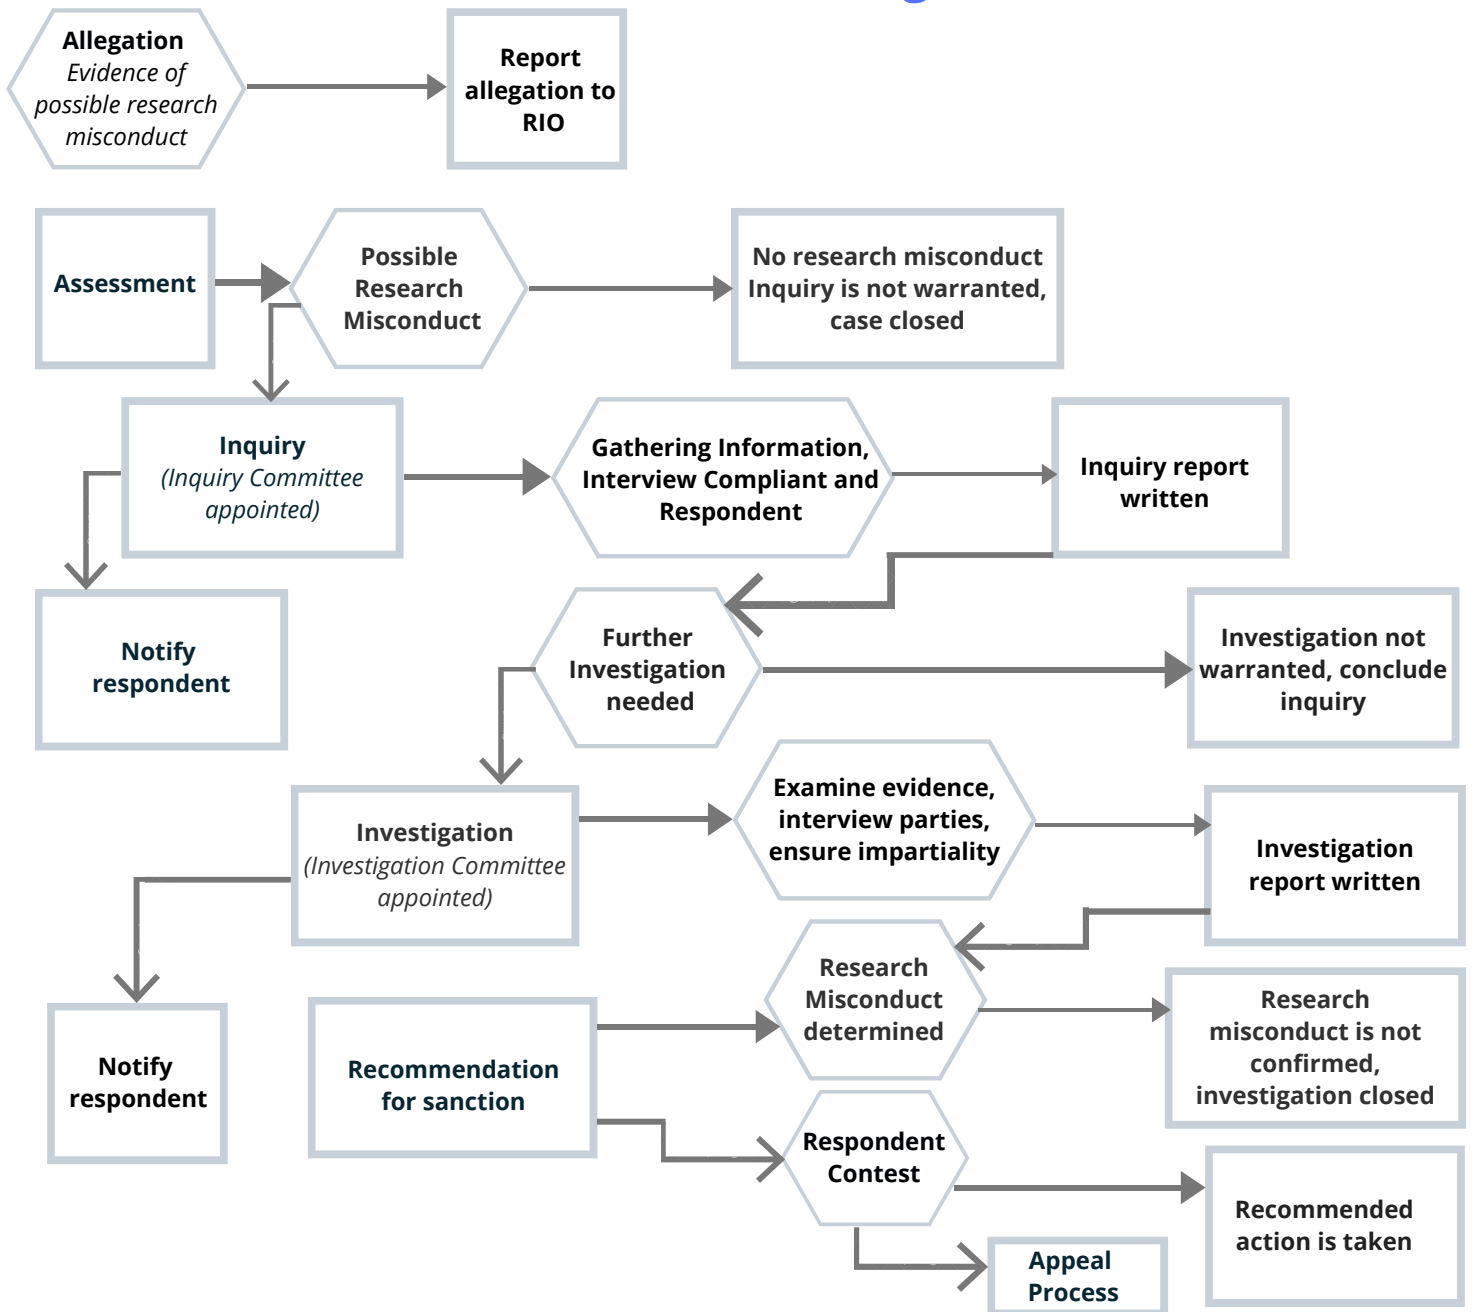 Allegation
Evidence of
possible research
misconduct
Report
allegation to
RIO
Assessment
Possible
Research
Misconduct
No research misconduct
Inquiry is not warranted,
case closed
Inquiry
(Inquiry Committee
appointed)
Gathering Information,
Interview Compliant and
Respondent
Inquiry report
written
Notify
respondent
Further
Investigation
needed
Investigation not
warranted, conclude
inquiry
Investigation
(Investigation Committee
appointed)
Examine evidence,
interview parties,
ensure impartiality
Investigation
report written
Notify
respondent
Recommendation
for sanction
Research
Misconduct
determined
Research
misconduct is not
confirmed,
investigation closed
Respondent
Contest
Recommended
action is taken
Appeal
Process